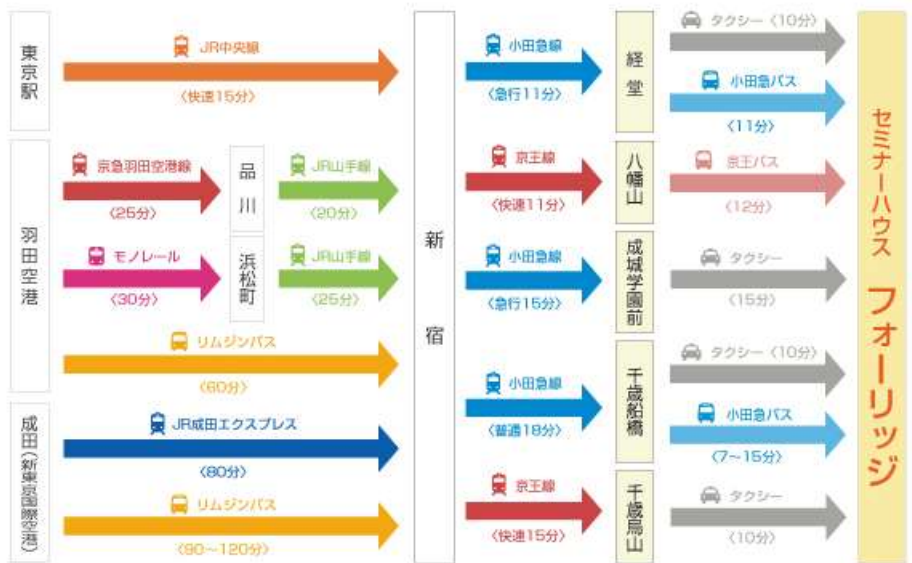 東京駅
JR中央線
〈快速15分〉
羽田空港
京急羽田空港線
〈25分〉
品川
JR山手線
〈20分〉
モノレール
〈30分〉
浜松町
JR山手線
〈25分〉
リムジンバス
〈60分〉
成田(新東京国際空港)
JR成田エクスプレス
〈80分〉
リムジンバス
〈90～120分〉
新宿
小田急線
〈急行11分〉
経堂
タクシー〈10分〉
小田急バス
〈11分〉
京王線
〈快速11分〉
八幡山
京王バス
〈12分〉
小田急線
〈急行15分〉
成城学園前
タクシー
〈15分〉
小田急線
〈普通18分〉
千歳船橋
タクシー〈10分〉
小田急バス
〈7～15分〉
京王線
〈快速15分〉
千歳烏山
タクシー
〈10分〉
セミナーハウス フォーリッジ